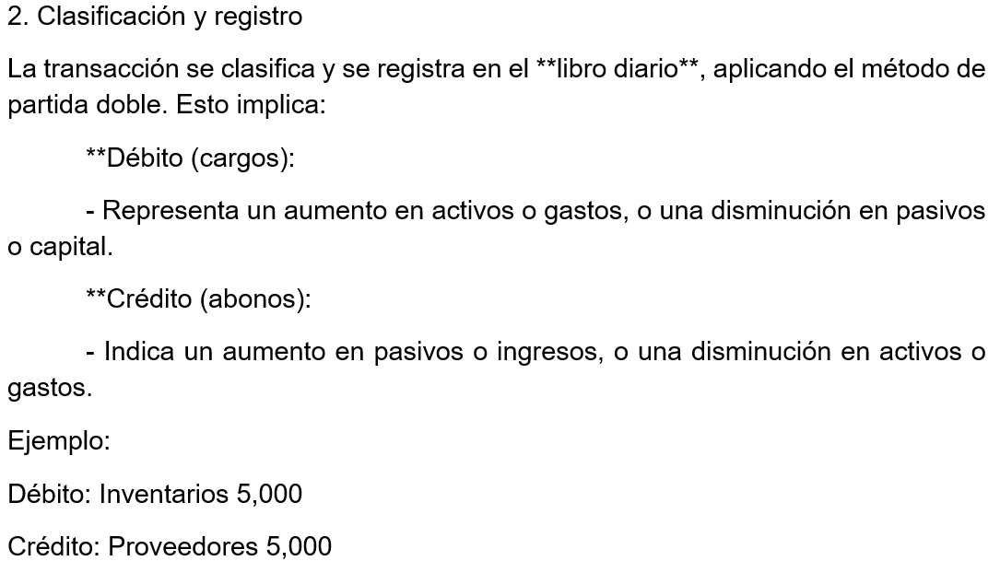 2. Clasificación y registro
La transacción se clasifica y se registra en el **libro diario**, aplicando el método de
partida doble. Esto implica:
**Débito (cargos):
- Representa un aumento en activos o gastos, o una disminución en pasivos
o capital.
**Crédito (abonos):
- Indica un aumento en pasivos o ingresos, o una disminución en activos o
gastos.
Ejemplo:
Débito: Inventarios 5,000
Crédito: Proveedores 5,000